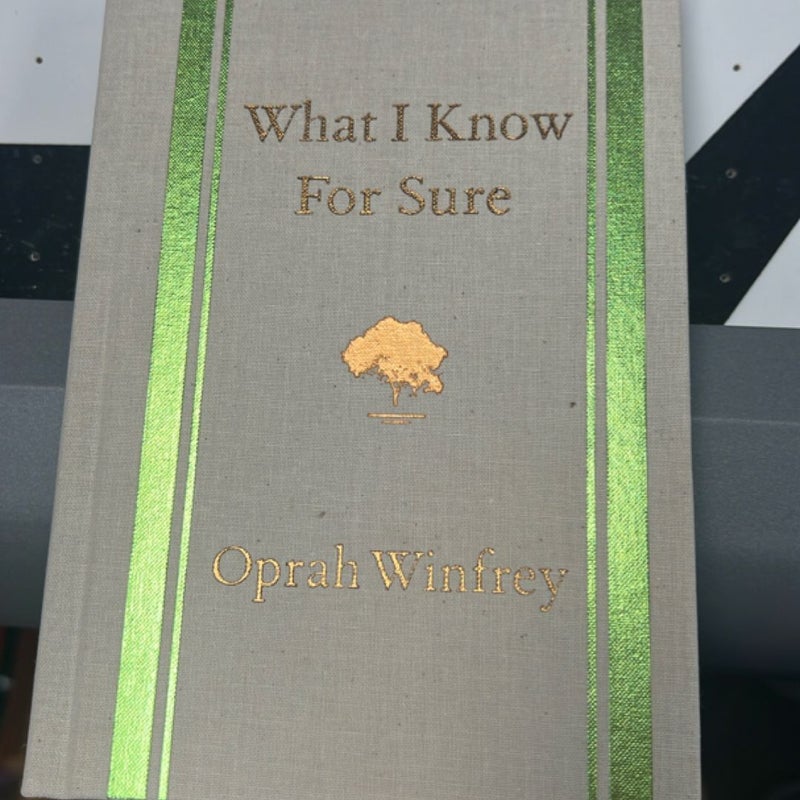 What I Know
For Sure
Oprah Winfrey